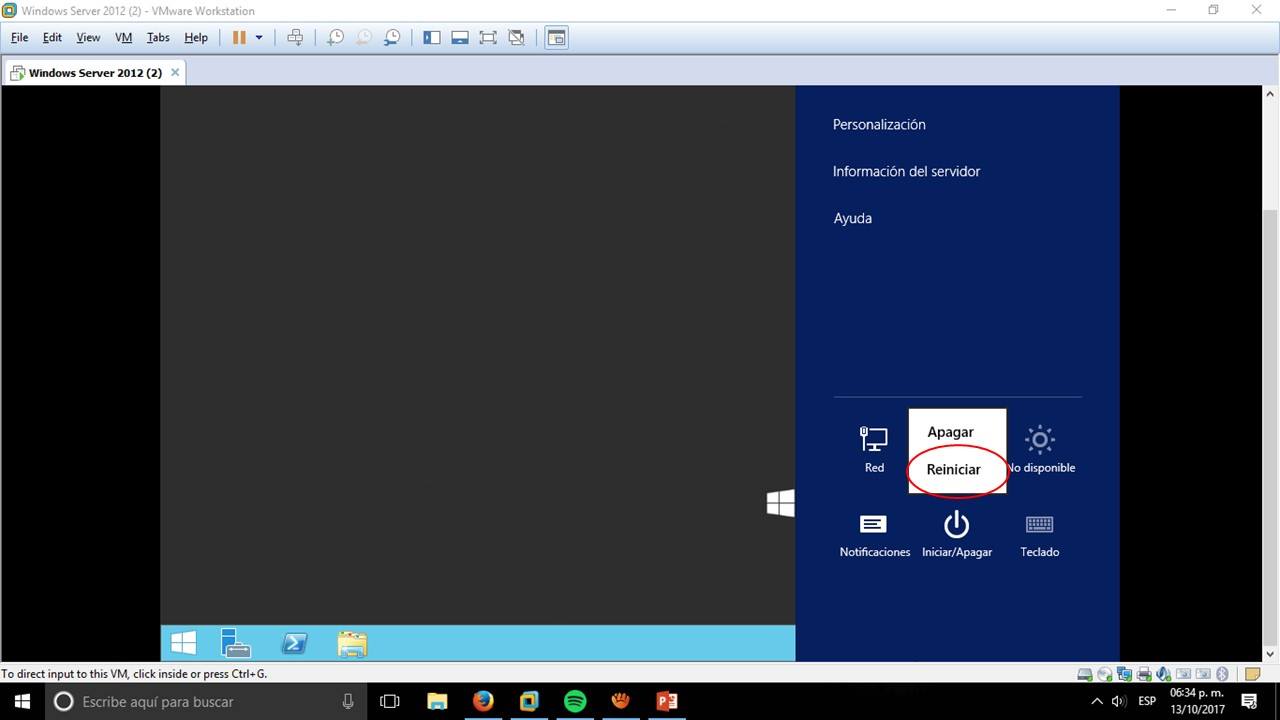 Windows Server 2012 (2) - VMware Workstation
File Edit View VM Tabs Help
Windows Server 2012 (2)
Personalización
Información del servidor
Ayuda
Apagar
Reiniciar
Red
No disponible
Notificaciones
Iniciar/Apagar
Teclado
To direct input to this VM, click inside or press Ctrl+G.
Escribe aquí para buscar
ESP
06:34 p. m.
13/10/2017